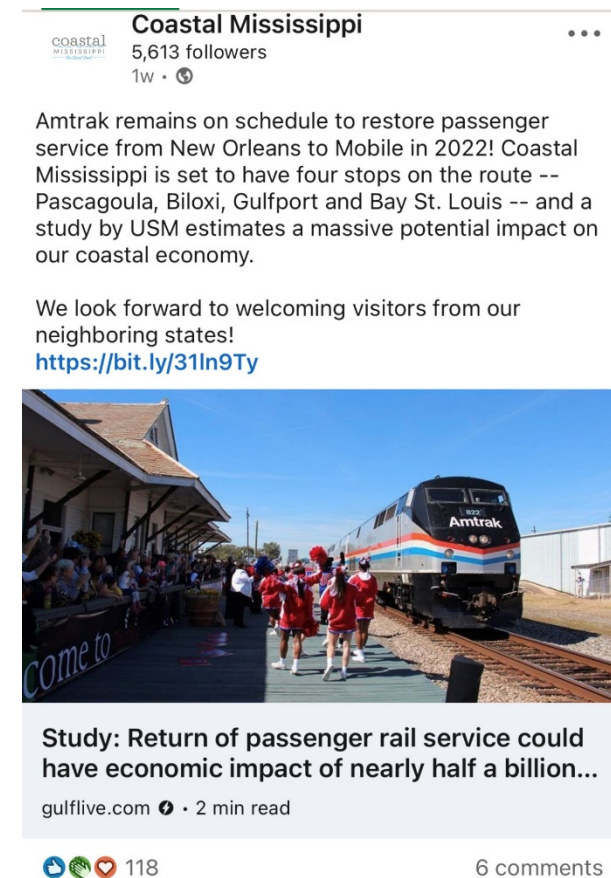 Coastal Mississippi
coastal
MISSISSIPPI
5,613 followers
1w •
Amtrak remains on schedule to restore passenger
service from New Orleans to Mobile in 2022! Coastal
Mississippi is set to have four stops on the route --
Pascagoula, Biloxi, Gulfport and Bay St. Louis -- and a
study by USM estimates a massive potential impact on
our coastal economy.
We look forward to welcoming visitors from our
neighboring states!
https://bit.ly/31ln9Ty
822
Amtrak
come to
Study: Return of passenger rail service could
have economic impact of nearly half a billion...
gulflive.com • 2 min read
118
6 comments